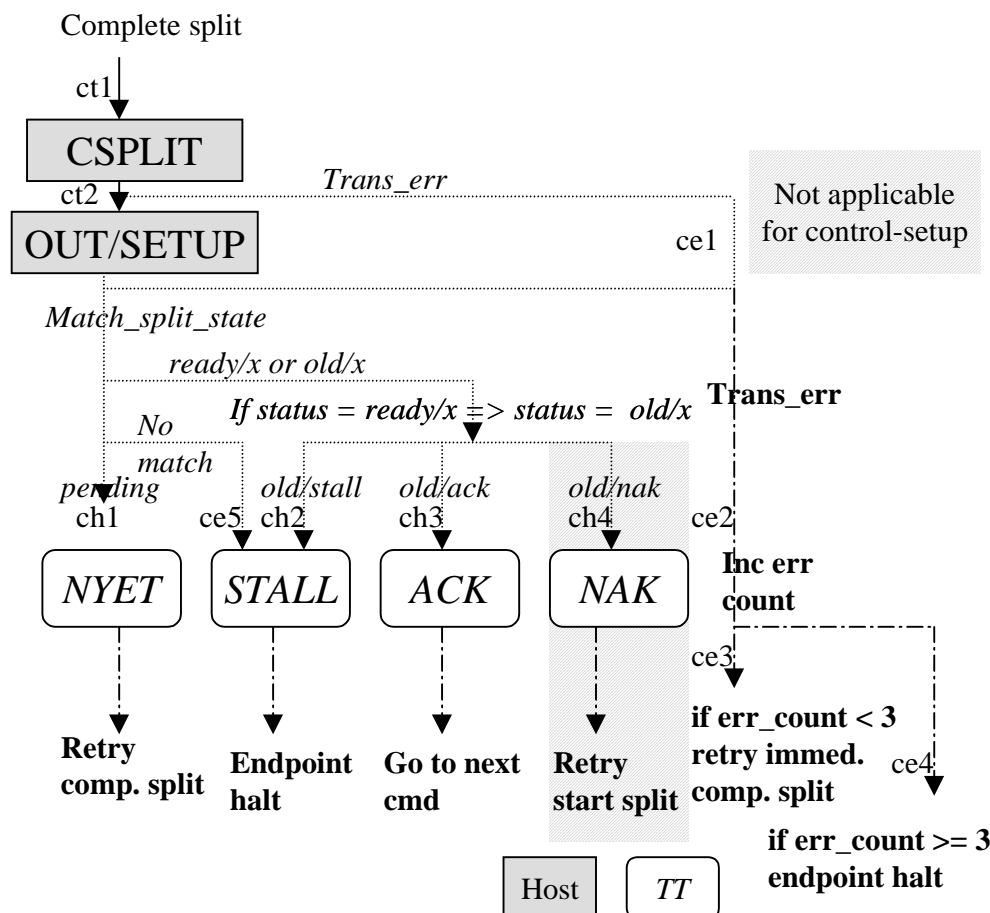 Complete split
ct1
CSPLIT
ct2
Trans_err
Not applicable
for control-setup
OUT/SETUP
ce1
Match_split_state
ready/x or old/x
Trans_err
If status = ready/x => status = old/x
No
match
pending
old/stall
old/ack
old/nak
ch1
ce5
ch2
ch3
ch4
ce2
NYET
STALL
ACK
NAK
Inc err
count
ce3
Retry
comp. split
Endpoint
halt
Go to next
cmd
Retry
start split
if err_count < 3
retry immed.
comp. split
ce4
if err_count >= 3
endpoint halt
Host
TT